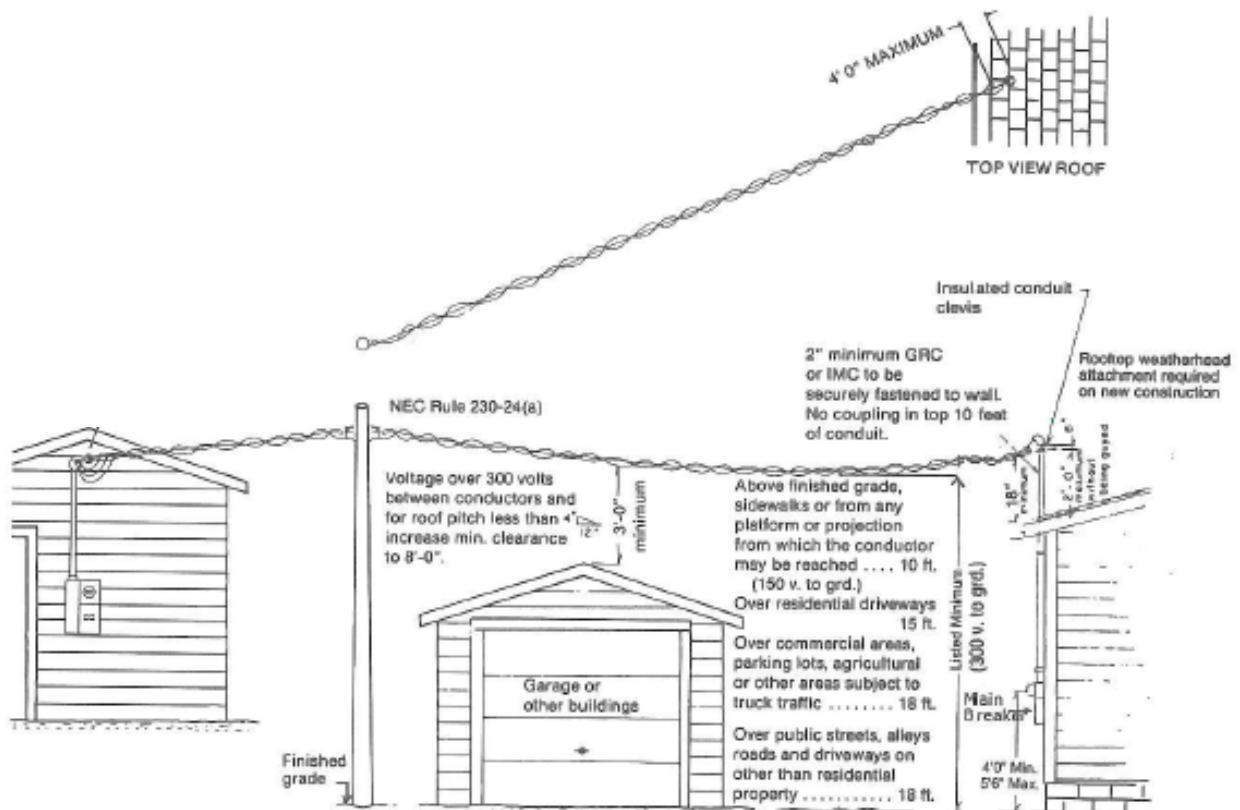 4' 0" MAXIMUM
TOP VIEW ROOF
Insulated conduit
clevis
2" minimum GRC
or IMC to be
securely fastened to wall.
No coupling in top 10 feet
of conduit.
Rooftop weatherhead
attachment required
on new construction
NEC Rule 230-24(a)
Voltage over 300 volts
between conductors and
for roof pitch less than 4"
12"
increase min. clearance
to 8'-0".
3'-0"
minimum
Above finished grade,
sidewalks or from any
platform or projection
from which the conductor
may be reached .... 10 ft.
(150 v. to grd.)
Over residential driveways
15 ft.
Over commercial areas,
parking lots, agricultural
or other areas subject to
truck traffic ........ 18 ft.
Over public streets, alleys
roads and driveways on
other than residential
property ........... 18 ft.
Listed Minimum
(300 v. to grd.)
18"
minimum
6"
2'-0"
maximum
without
being guyed
Main
Breaker
4'0" Min.
5'6" Max.
Garage or
other buildings
Finished
grade